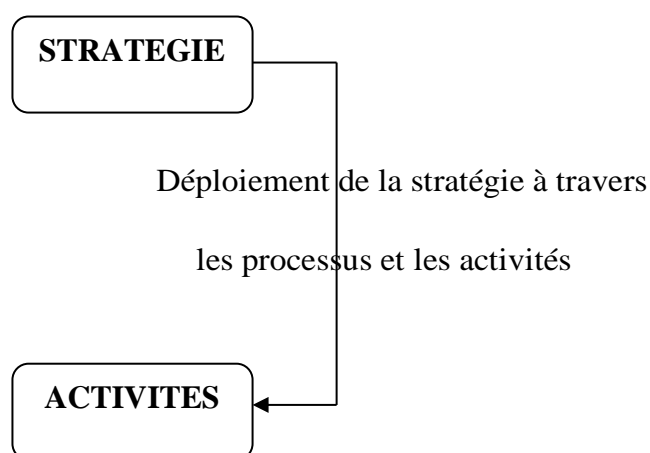 STRATEGIE
Déploiement de la stratégie à travers
les processus et les activités
ACTIVITES